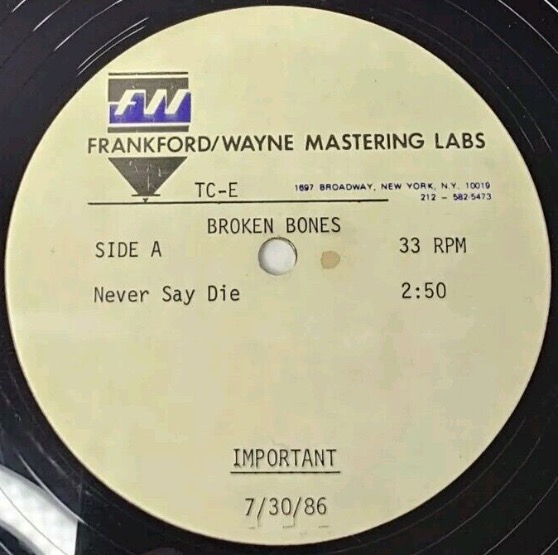 FW
FRANKFORD/WAYNE MASTERING LABS
TC-E
1697 BROADWAY, NEW YORK, N.Y. 10019
212 – 582-5473
BROKEN BONES
SIDE A 33 RPM
Never Say Die 2:50
IMPORTANT
7/30/86